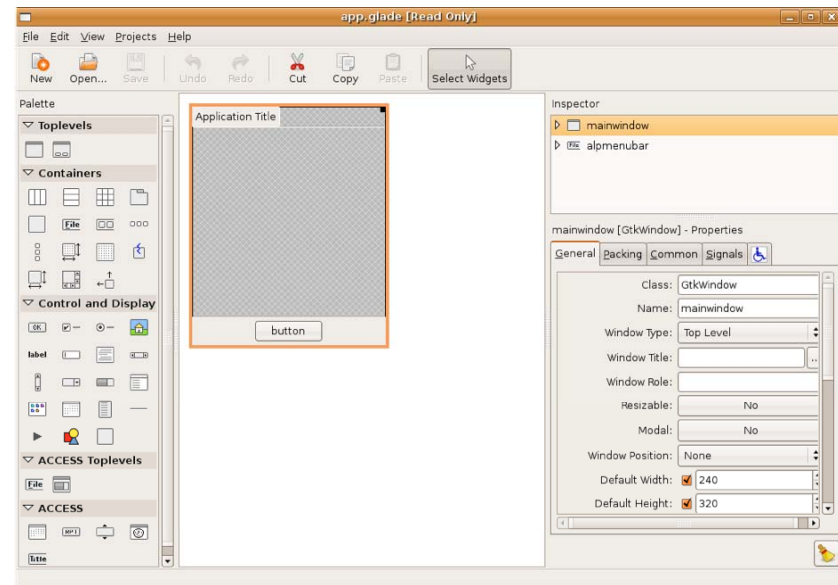 app.glade [Read Only]
File Edit View Projects Help
New Open... Save Undo Redo Cut Copy Paste Select Widgets
Palette
Toplevels
Containers
File
Control and Display
OK
label
ACCESS Toplevels
File
ACCESS
Title
Application Title
button
Inspector
mainwindow
File alpmenubar
mainwindow [GtkWindow] - Properties
General Packing Common Signals
Class: GtkWindow
Name: mainwindow
Window Type: Top Level
Window Title: ..
Window Role:
Resizable: No
Modal: No
Window Position: None
Default Width: 240
Default Height: 320